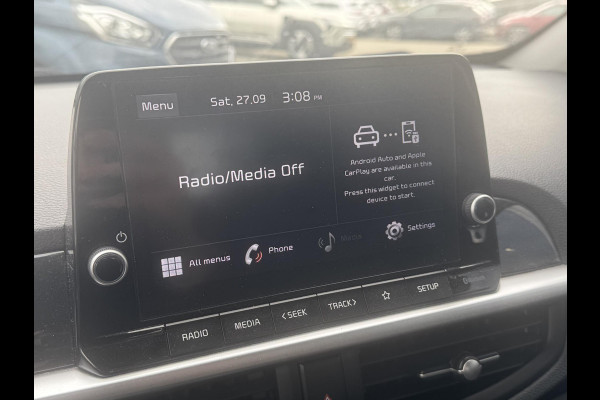 Menu
Sat, 27.09
3:08 PM
Radio/Media Off
Android Auto and Apple
CarPlay are available in this
car.
Press this widget to connect
device to start.
All menus
Phone
Settings
RADIO
MEDIA
<SEEK
TRACK>
SETUP